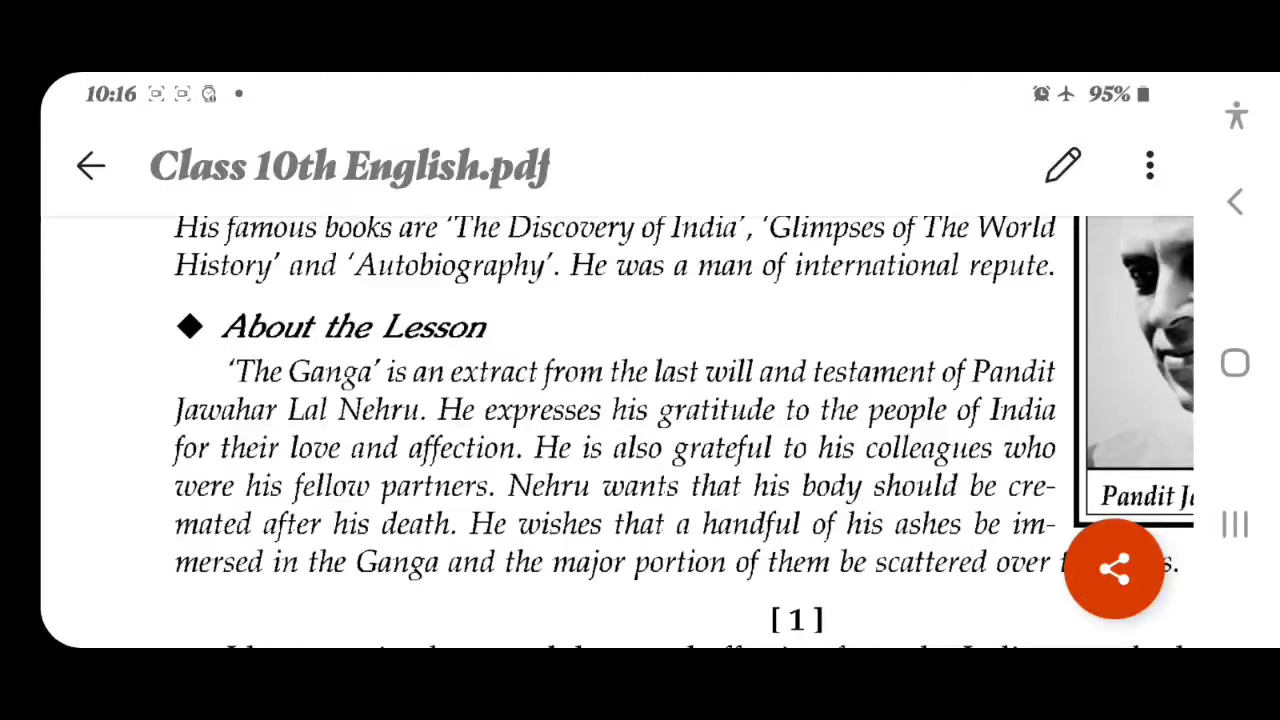 10:16
95%
Class 10th English.pdf
His famous books are ‘The Discovery of India’, ‘Glimpses of The World
History’ and ‘Autobiography’. He was a man of international repute.
◆ About the Lesson
‘The Ganga’ is an extract from the last will and testament of Pandit
Jawahar Lal Nehru. He expresses his gratitude to the people of India
for their love and affection. He is also grateful to his colleagues who
were his fellow partners. Nehru wants that his body should be cre-
mated after his death. He wishes that a handful of his ashes be im-
mersed in the Ganga and the major portion of them be scattered over
Pandit
[ 1 ]